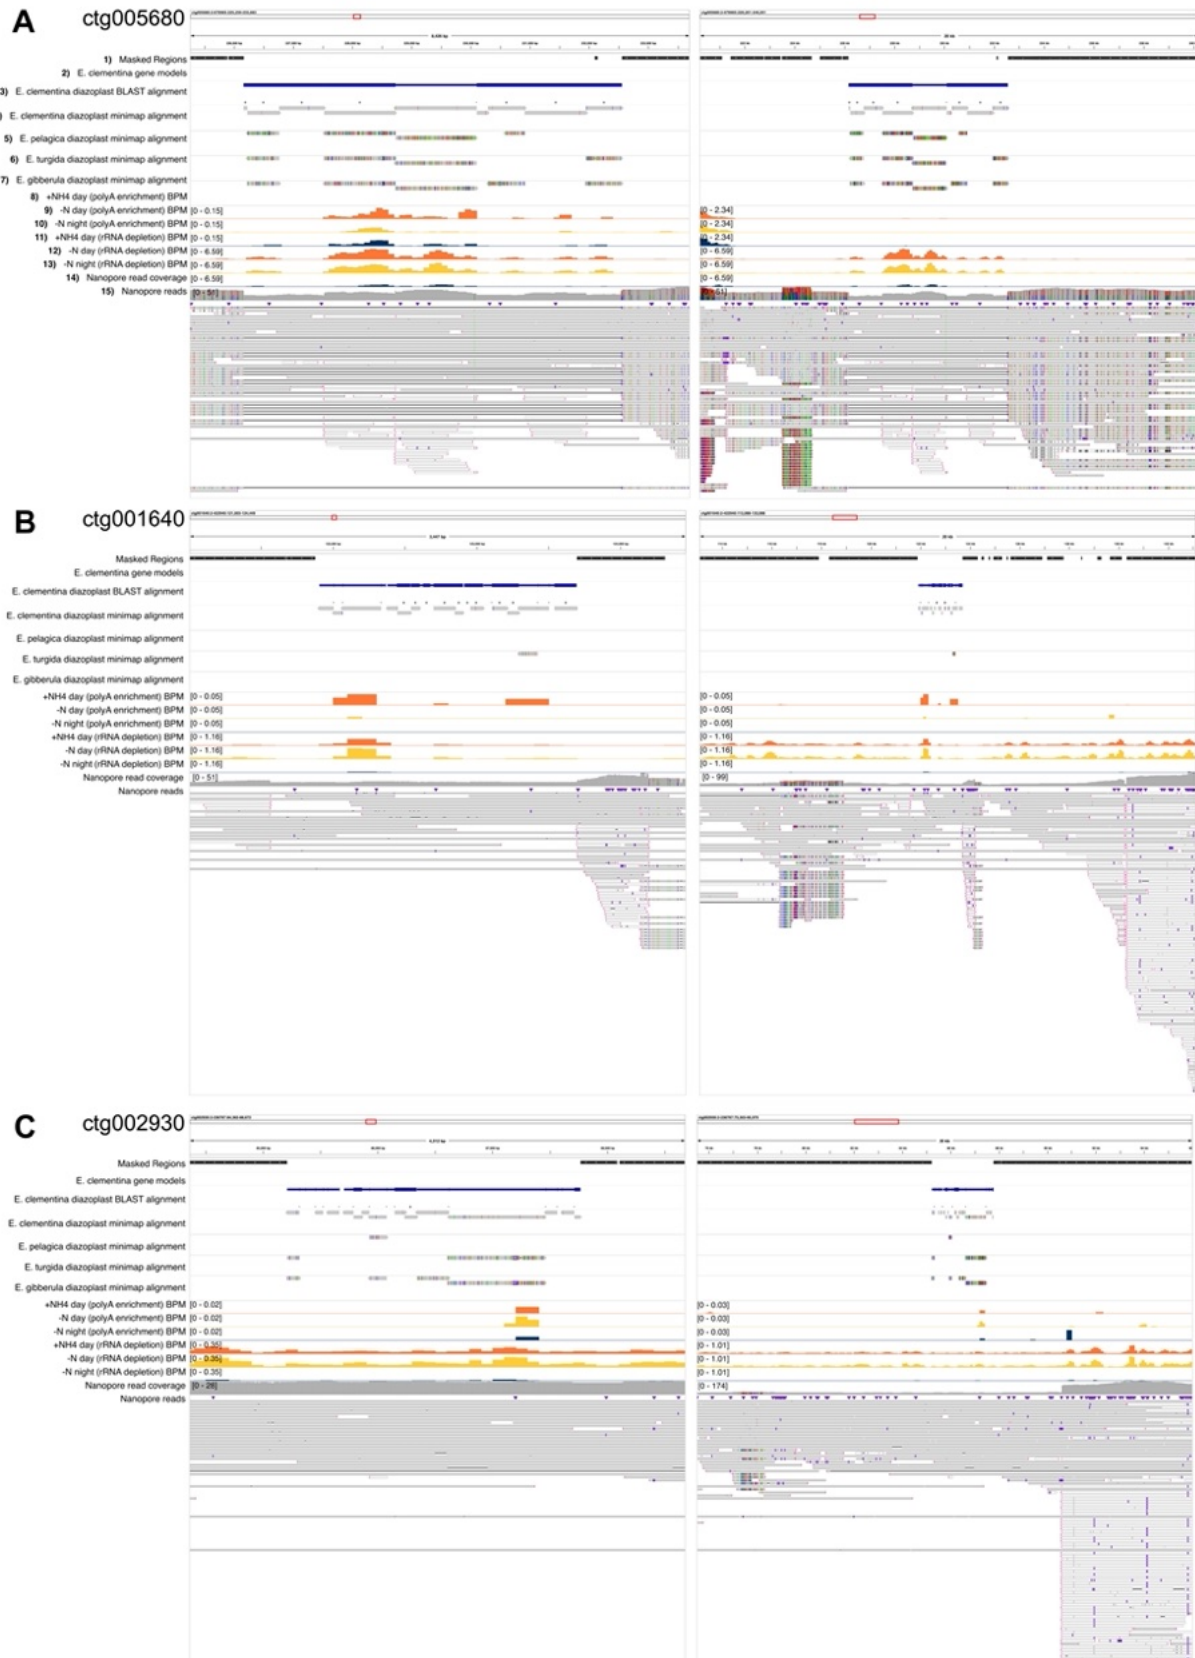 A ctg005680
1) Masked Regions
2) E. clementina gene models
3) E. clementina diazoplast BLAST alignment
) E. clementina diazoplast minimap alignment
5) E. pelagica diazoplast minimap alignment
6) E. turgida diazoplast minimap alignment
7) E. gibberula diazoplast minimap alignment
8) +NH4 day (polyA enrichment) BPM
9) -N day (polyA enrichment) BPM [0 - 0.15] [0 - 2.34]
10) -N night (polyA enrichment) BPM [0 - 0.15] [0 - 2.34]
11) +NH4 day (rRNA depletion) BPM [0 - 0.15] [0 - 2.34]
12) -N day (rRNA depletion) BPM [0 - 6.59] [0 - 6.59]
13) -N night (rRNA depletion) BPM [0 - 6.59] [0 - 6.59]
14) Nanopore read coverage [0 - 6.59] [0 - 6.59]
15) Nanopore reads
B ctg001640
Masked Regions
E. clementina gene models
E. clementina diazoplast BLAST alignment
E. clementina diazoplast minimap alignment
E. pelagica diazoplast minimap alignment
E. turgida diazoplast minimap alignment
E. gibberula diazoplast minimap alignment
+NH4 day (polyA enrichment) BPM [0 - 0.05] [0 - 0.05]
-N day (polyA enrichment) BPM [0 - 0.05] [0 - 0.05]
-N night (polyA enrichment) BPM [0 - 0.05] [0 - 0.05]
+NH4 day (rRNA depletion) BPM [0 - 1.16] [0 - 1.16]
-N day (rRNA depletion) BPM [0 - 1.16] [0 - 1.16]
-N night (rRNA depletion) BPM [0 - 1.16] [0 - 1.16]
Nanopore read coverage [0 - 51] [0 - 99]
Nanopore reads
C ctg002930
Masked Regions
E. clementina gene models
E. clementina diazoplast BLAST alignment
E. clementina diazoplast minimap alignment
E. pelagica diazoplast minimap alignment
E. turgida diazoplast minimap alignment
E. gibberula diazoplast minimap alignment
+NH4 day (polyA enrichment) BPM [0 - 0.02] [0 - 0.03]
-N day (polyA enrichment) BPM [0 - 0.02] [0 - 0.03]
-N night (polyA enrichment) BPM [0 - 0.02] [0 - 0.03]
+NH4 day (rRNA depletion) BPM [0 - 0.35] [0 - 1.01]
-N day (rRNA depletion) BPM [0 - 0.35] [0 - 1.01]
-N night (rRNA depletion) BPM [0 - 0.35] [0 - 1.01]
Nanopore read coverage [0 - 26] [0 - 174]
Nanopore reads